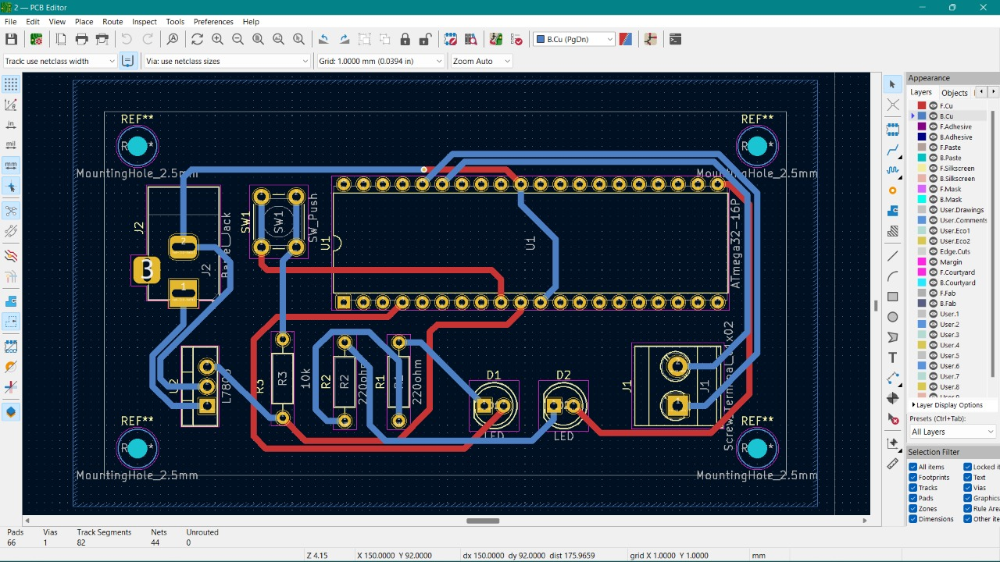 2 — PCB Editor
File Edit View Place Route Inspect Tools Preferences Help
B.Cu (PgDn)
Track: use netclass width
Via: use netclass sizes
Grid: 1.0000 mm (0.0394 in)
Zoom Auto
in
mil
mm
REF**
REF**
MountingHole_2.5mm
MountingHole_2.5mm
J2
2
3
1
J2
SW1
SW1
SW_Push
U1
U1
ATmega32-16P
U2
L7805
R3
R3
10k
R2
R2
220ohm
R1
R1
220ohm
D1
LED
D2
LED
J1
J1
Screw_Terminal_01x02
REF**
REF**
MountingHole_2.5mm
MountingHole_2.5mm
Appearance
Layers Objects
F.Cu
B.Cu
F.Adhesive
B.Adhesive
F.Paste
B.Paste
F.Silkscreen
B.Silkscreen
F.Mask
B.Mask
User.Drawings
User.Comments
User.Eco1
User.Eco2
Edge.Cuts
Margin
F.Courtyard
B.Courtyard
F.Fab
B.Fab
User.1
User.2
User.3
User.4
User.5
User.6
User.7
User.8
Layer Display Options
Presets (Ctrl+Tab):
All Layers
Selection Filter
All items Locked it
Footprints Text
Tracks Vias
Pads Graphics
Zones Rule Area
Dimensions Other ite
Pads Vias Track Segments Nets Unrouted
66 1 82 44 0
Z 4.15 X 150.0000 Y 92.0000 dx 150.0000 dy 92.0000 dist 175.9659 grid X 1.0000 Y 1.0000 mm